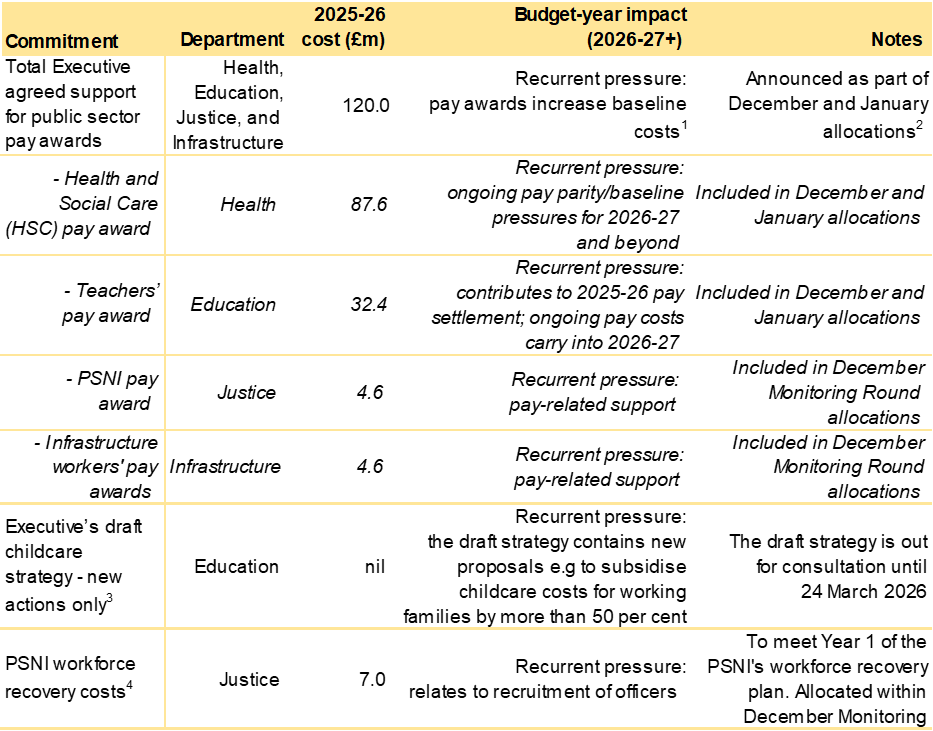 Commitment Department 2025-26 cost (£m) Budget-year impact (2026-27+) Notes
Total Executive agreed support for public sector pay awards
Health, Education, Justice, and Infrastructure
120.0
Recurrent pressure: pay awards increase baseline costs1
Announced as part of December and January allocations2
- Health and Social Care (HSC) pay award
Health
87.6
Recurrent pressure: ongoing pay parity/baseline pressures for 2026-27 and beyond
Included in December and January allocations
- Teachers' pay award
Education
32.4
Recurrent pressure: contributes to 2025-26 pay settlement; ongoing pay costs carry into 2026-27
Included in December and January allocations
- PSNI pay award
Justice
4.6
Recurrent pressure: pay-related support
Included in December Monitoring Round allocations
- Infrastructure workers' pay awards
Infrastructure
4.6
Recurrent pressure: pay-related support
Included in December Monitoring Round allocations
Executive's draft childcare strategy - new actions only3
Education
nil
Recurrent pressure: the draft strategy contains new proposals e.g to subsidise childcare costs for working families by more than 50 per cent
The draft strategy is out for consultation until 24 March 2026
PSNI workforce recovery costs4
Justice
7.0
Recurrent pressure: relates to recruitment of officers
To meet Year 1 of the PSNI's workforce recovery plan. Allocated within December Monitoring